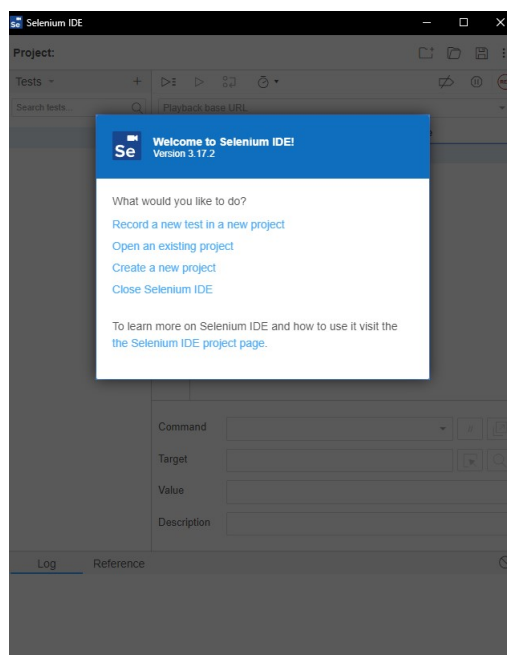 Se Selenium IDE
Project:
Tests
Search tests...
Playback base URL
Se
Welcome to Selenium IDE!
Version 3.17.2
What would you like to do?
Record a new test in a new project
Open an existing project
Create a new project
Close Selenium IDE
To learn more on Selenium IDE and how to use it visit the
the Selenium IDE project page.
Command
Target
Value
Description
Log Reference